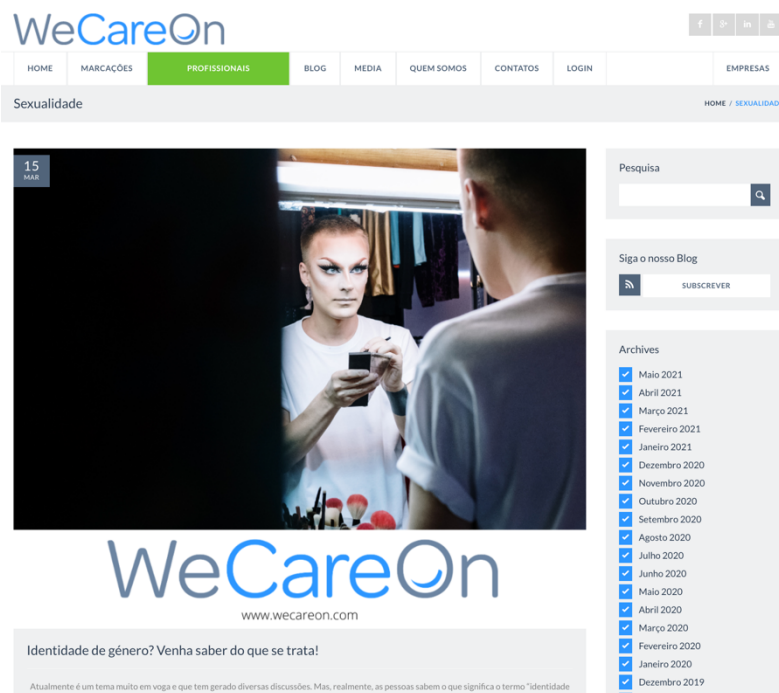 WeCareOn
HOME MARCAÇÕES PROFISSIONAIS BLOG MEDIA QUEM SOMOS CONTATOS LOGIN EMPRESAS
Sexualidade
HOME / SEXUALIDAD
15
MAR
WeCareOn
www.wecareon.com
Identidade de género? Venha saber do que se trata!
Atualmente é um tema muito em voga e que tem gerado diversas discussões. Mas, realmente, as pessoas sabem o que significa o termo "identidade
Pesquisa
Siga o nosso Blog
SUBSCREVER
Archives
Maio 2021
Abril 2021
Março 2021
Fevereiro 2021
Janeiro 2021
Dezembro 2020
Novembro 2020
Outubro 2020
Setembro 2020
Agosto 2020
Julho 2020
Junho 2020
Maio 2020
Abril 2020
Março 2020
Fevereiro 2020
Janeiro 2020
Dezembro 2019